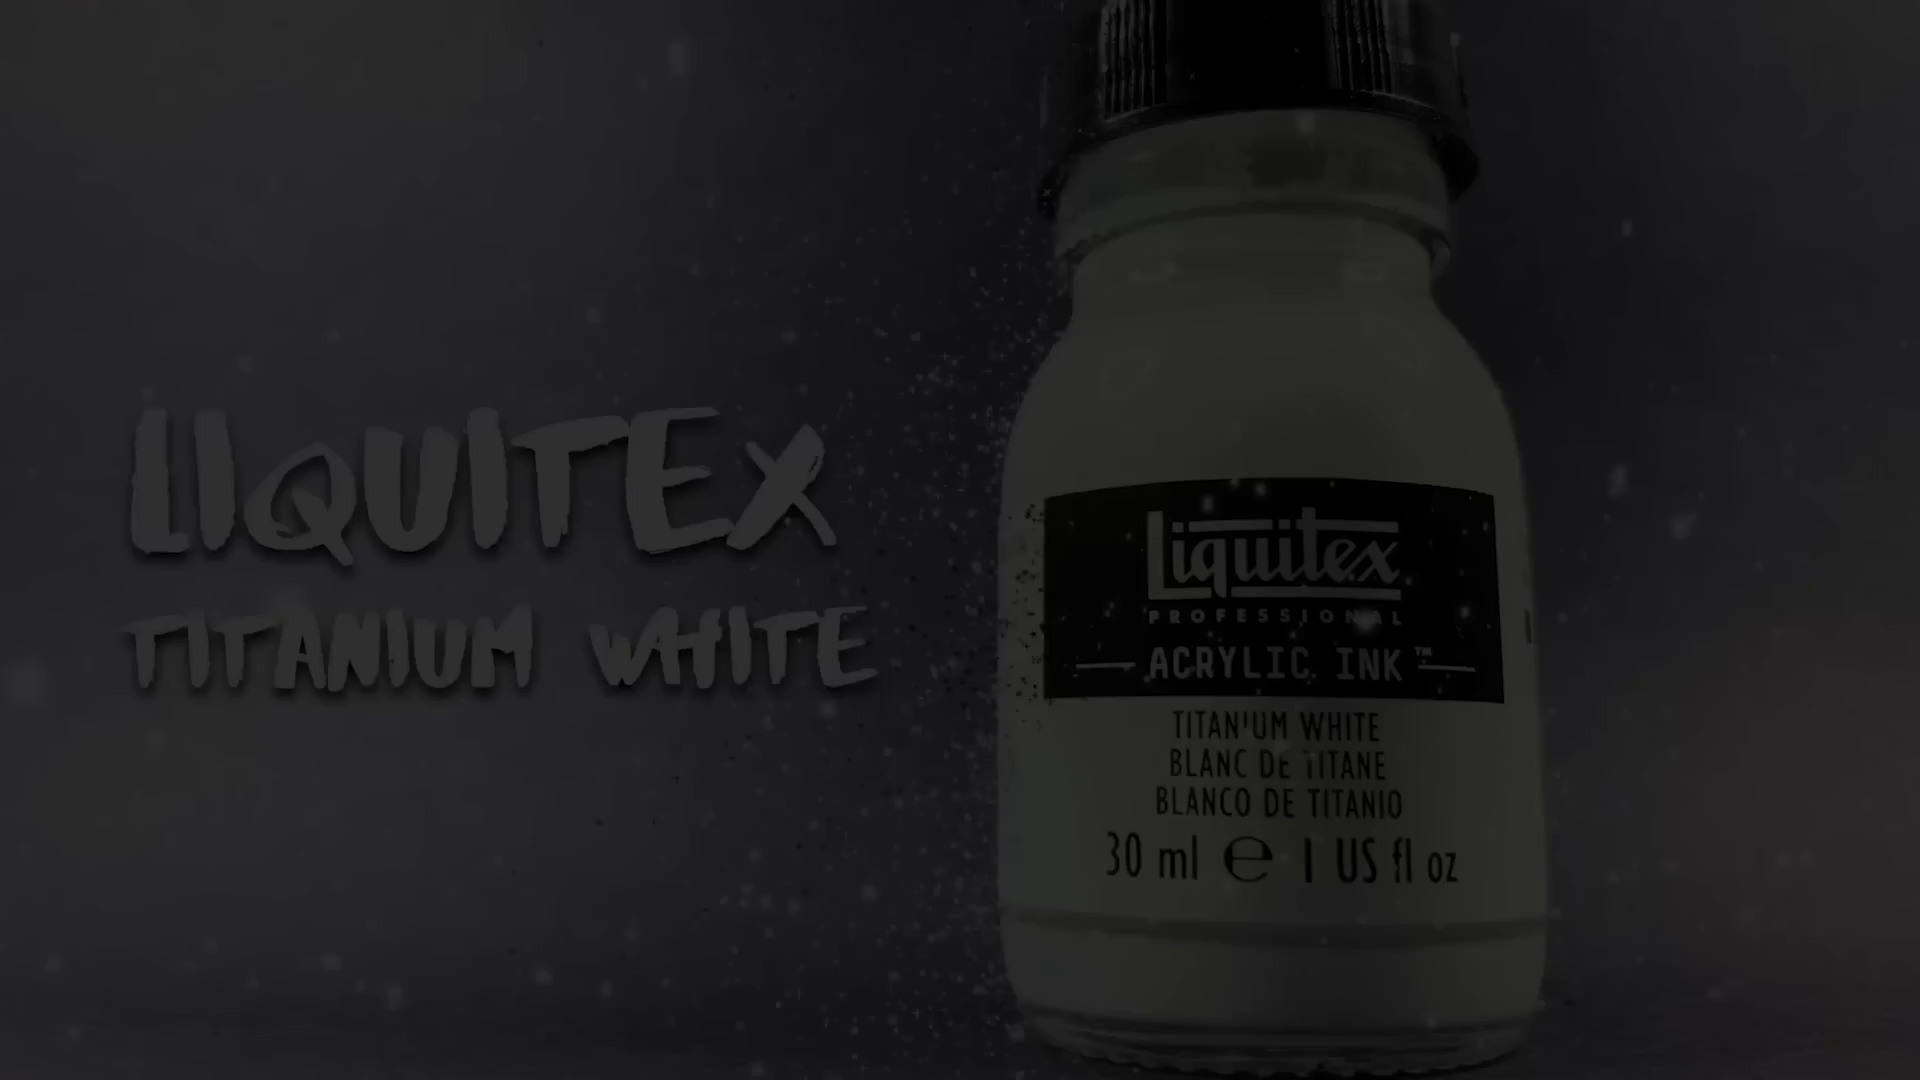 LIQUITEX
TITANIUM WHITE
Liquitex
PROFESSIONAL
ACRYLIC INK™
TITANIUM WHITE
BLANC DE TITANE
BLANCO DE TITANIO
30 ml ℮ 1 US fl oz